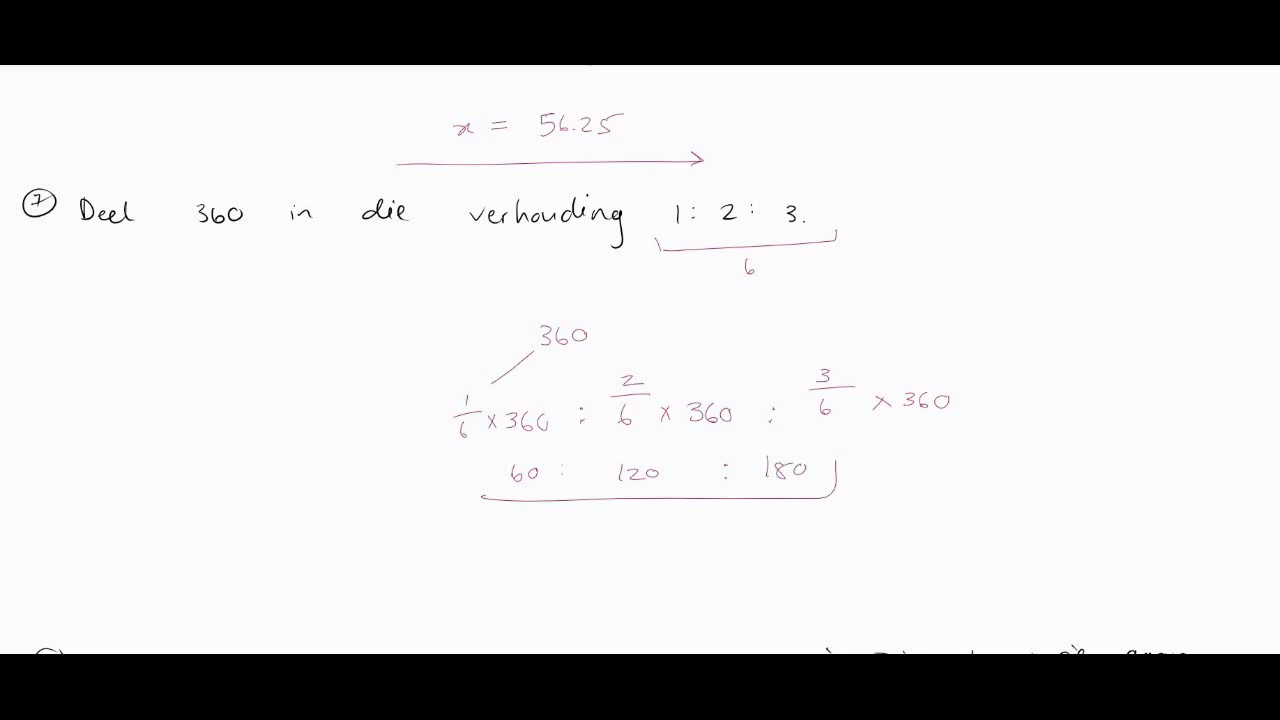 x = 56.25
⑦ Deel 360 in die verhouding 1 : 2 : 3.
6
360
1/6 × 360 : 2/6 × 360 : 3/6 × 360
60 : 120 : 180